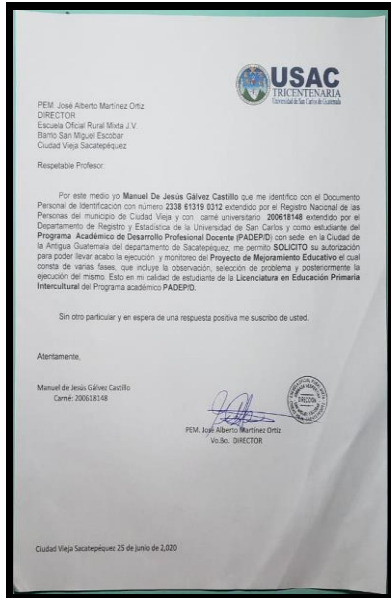 USAC
TRICENTENARIA
Universidad de San Carlos de Guatemala
PEM. José Alberto Martínez Ortiz
DIRECTOR
Escuela Oficial Rural Mixta J.V.
Barrio San Miguel Escobar
Ciudad Vieja Sacatepéquez
Respetable Profesor.
Por este medio yo Manuel De Jesús Gálvez Castillo que me identifico con el Documento
Personal de Identificación con número 2338 61319 0312 extendido por el Registro Nacional de las
Personas del municipio de Ciudad Vieja y con carné universitario 200618148 extendido por el
Departamento de Registro y Estadística de la Universidad de San Carlos y como estudiante del
Programa Académico de Desarrollo Profesional Docente (PADEP/D) con sede en la Ciudad de
la Antigua Guatemala del departamento de Sacatepéquez, me permito SOLICITO su autorización
para poder llevar acabo la ejecución y monitoreo del Proyecto de Mejoramiento Educativo el cual
consta de varias fases, que incluye la observación, selección de problema y posteriormente la
ejecución del mismo. Esto en mi calidad de estudiante de la Licenciatura en Educación Primaria
Intercultural del Programa académico PADEP/D.
Sin otro particular y en espera de una respuesta positiva me suscribo de usted.
Atentamente,
Manuel de Jesús Gálvez Castillo
Carné: 200618148
DIRECCIÓN
PEM. José Alberto Martínez Ortiz
Vo.Bo. DIRECTOR
Ciudad Vieja Sacatepéquez 25 de junio de 2,020